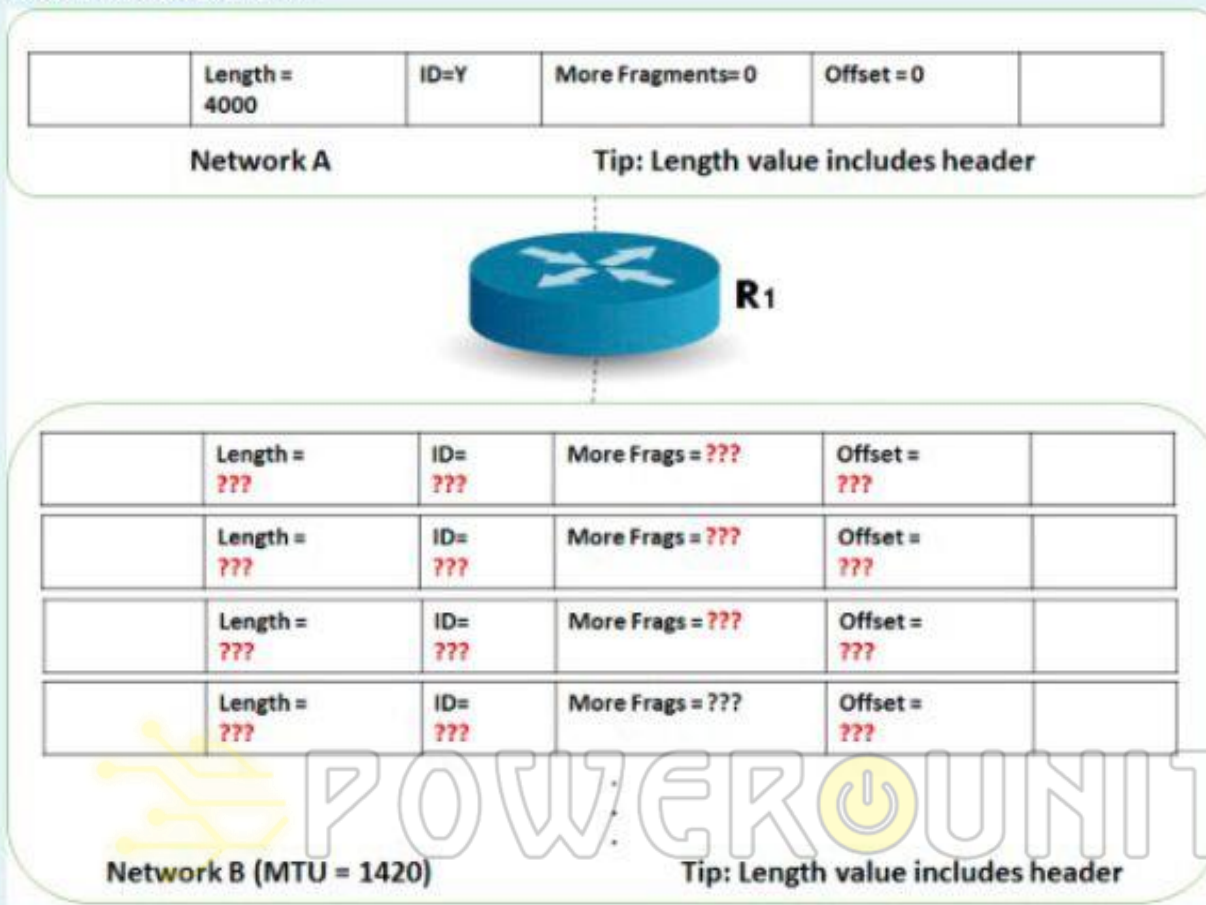 Length = 4000 ID=Y More Fragments= 0 Offset = 0
Network A Tip: Length value includes header
R1
Length = ??? ID= ??? More Frags = ??? Offset = ???
Length = ??? ID= ??? More Frags = ??? Offset = ???
Length = ??? ID= ??? More Frags = ??? Offset = ???
Length = ??? ID= ??? More Frags = ??? Offset = ???
POWER UNIT
Network B (MTU = 1420) Tip: Length value includes header